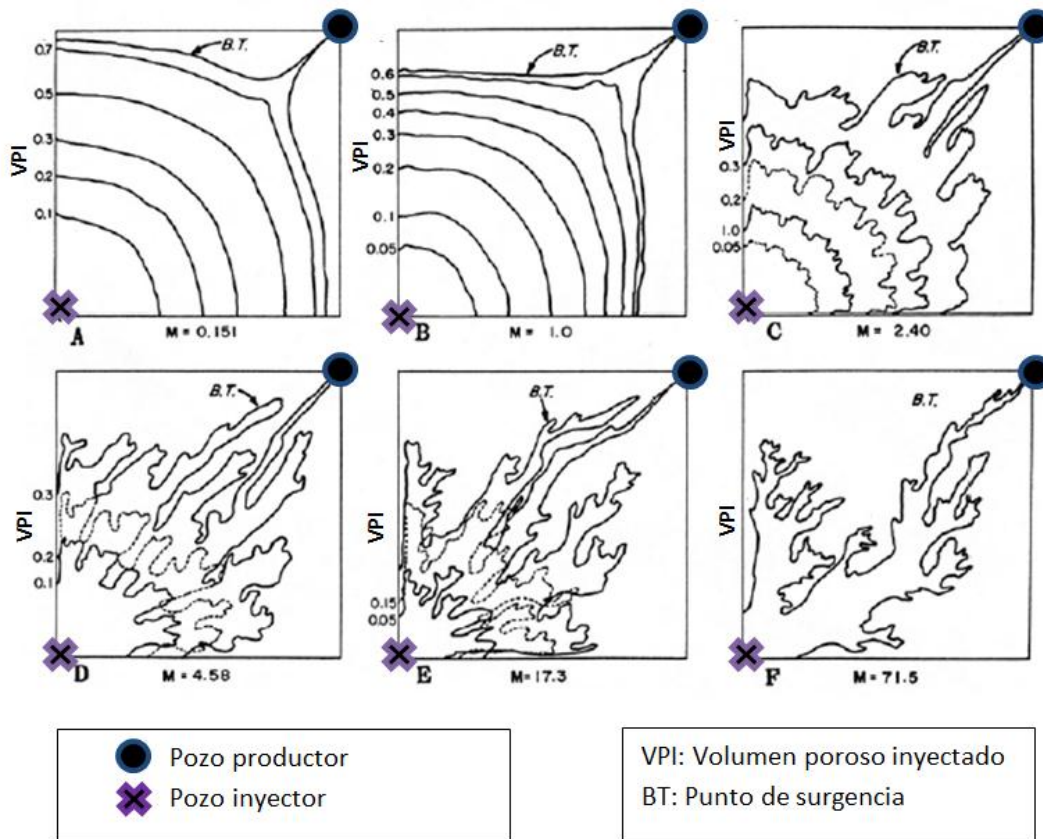 B.T.
0.7
0.5
VPI
0.3
0.2
0.1
A
M = 0.151
B.T.
0.6
0.5
0.4
VPI
0.3
0.2
0.1
0.05
B
M = 1.0
B.T.
VPI
0.3
0.2
1.0
0.05
C
M = 2.40
B.T.
0.3
VPI
0.2
0.1
D
M = 4.58
B.T.
VPI
0.15
0.05
E
M = 17.3
B.T.
F
M = 71.5
Pozo productor
Pozo inyector
VPI: Volumen poroso inyectado
BT: Punto de surgencia